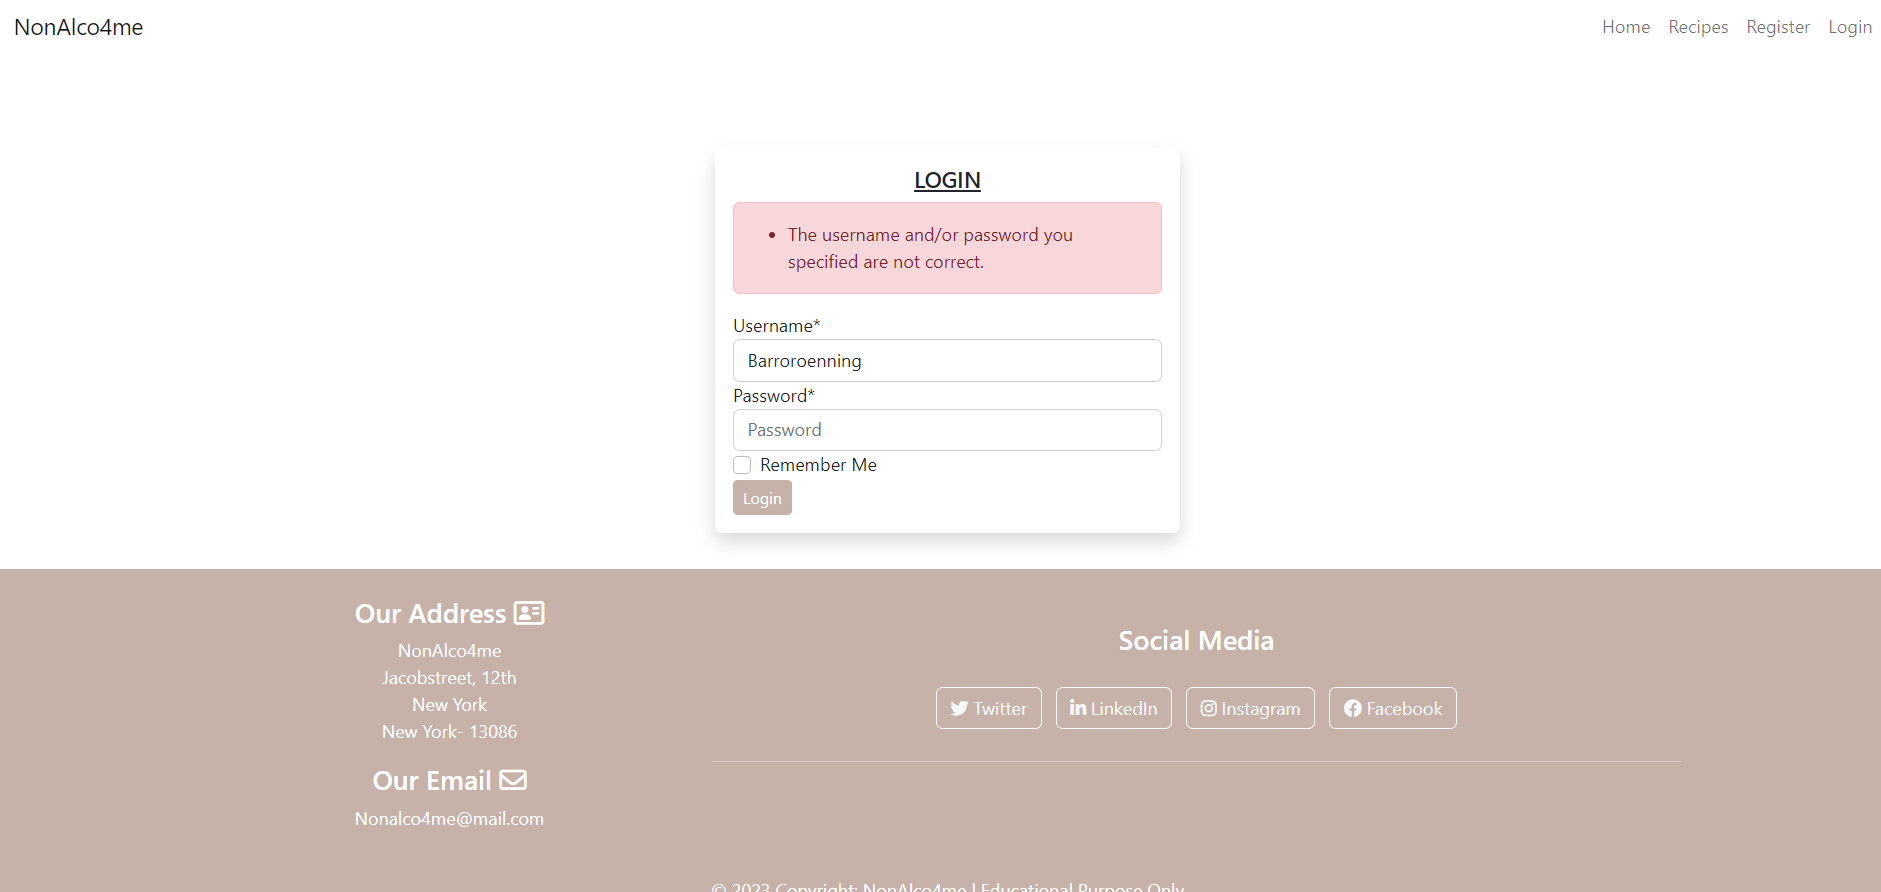 NonAlco4me
Home Recipes Register Login
LOGIN
The username and/or password you
specified are not correct.
Username*
Barroroenning
Password*
Password
Remember Me
Login
Our Address
NonAlco4me
Jacobstreet, 12th
New York
New York- 13086
Our Email
Nonalco4me@mail.com
Social Media
Twitter LinkedIn Instagram Facebook
© 2023 Copyright: NonAlco4me | Educational Purpose Only